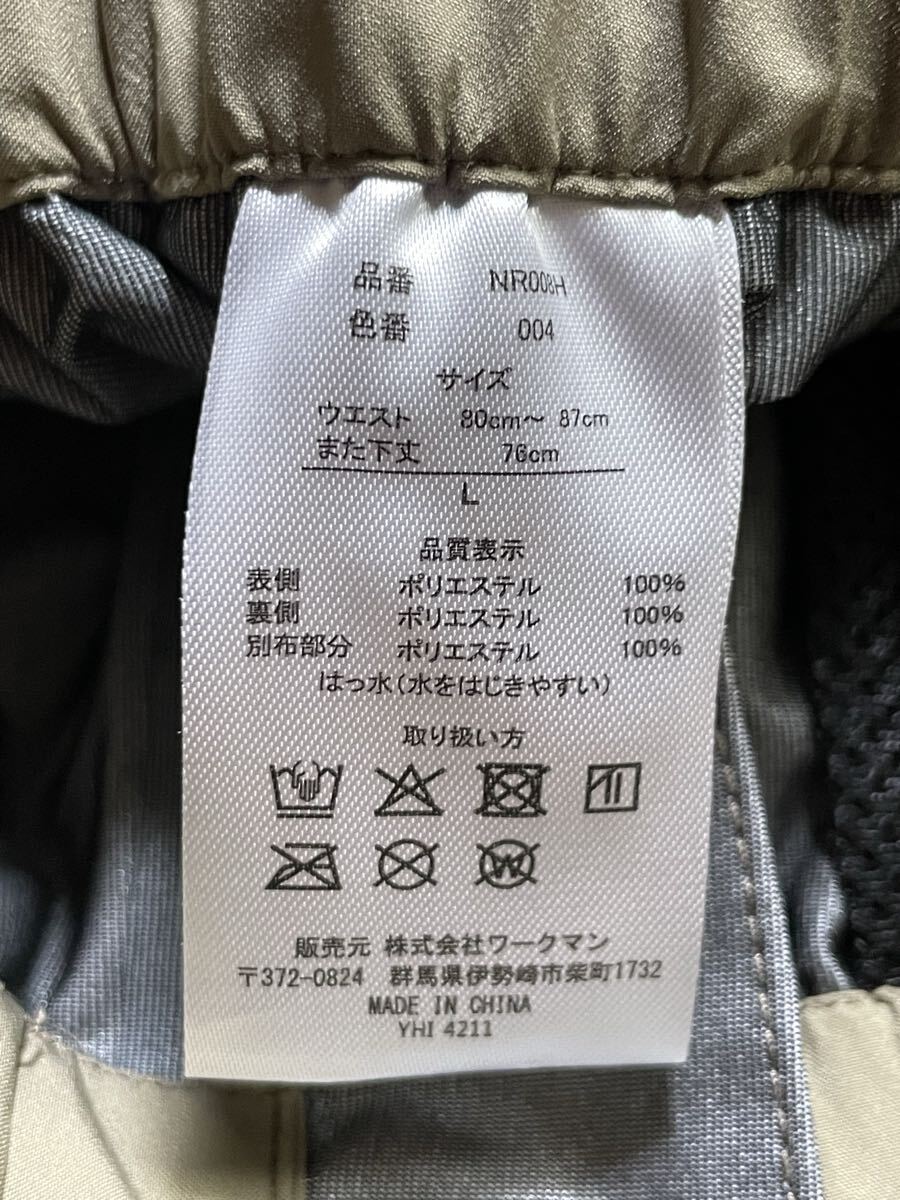 品番 NR008H
色番 004
サイズ
ウエスト 80cm～ 87cm
また下丈 76cm
L
品質表示
表側 ポリエステル 100%
裏側 ポリエステル 100%
別布部分 ポリエステル 100%
はっ水(水をはじきやすい)
取り扱い方
W
販売元 株式会社ワークマン
〒372-0824 群馬県伊勢崎市柴町1732
MADE IN CHINA
YHI 4211